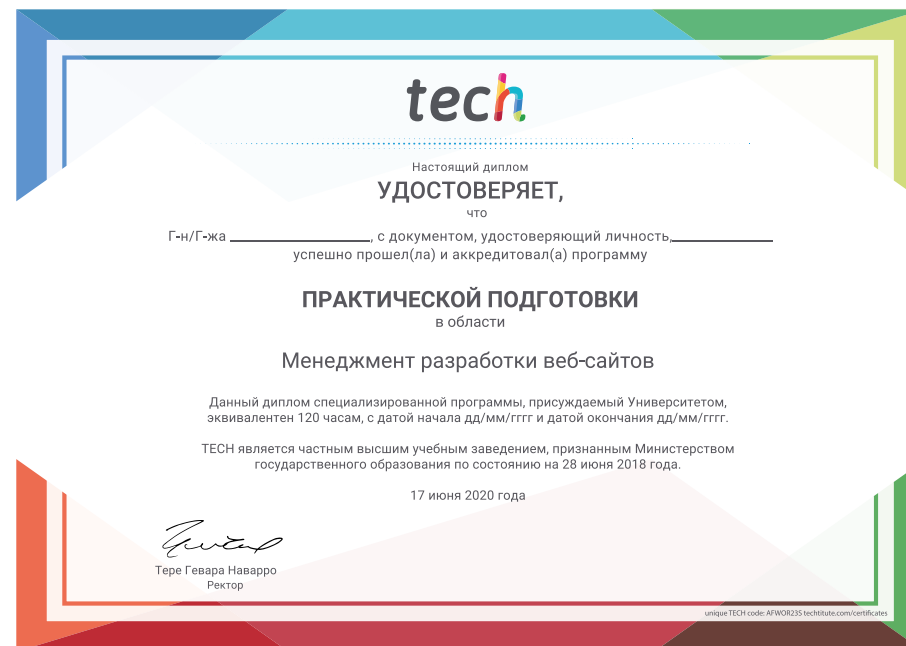 tech
Настоящий диплом
УДОСТОВЕРЯЕТ,
что
Г-н/Г-жа ____________________, с документом, удостоверяющий личность,______________
успешно прошел(ла) и аккредитовал(а) программу
ПРАКТИЧЕСКОЙ ПОДГОТОВКИ
в области
Менеджмент разработки веб-сайтов
Данный диплом специализированной программы, присуждаемый Университетом,
эквивалентен 120 часам, с датой начала дд/мм/гггг и датой окончания дд/мм/гггг.
TECH является частным высшим учебным заведением, признанным Министерством
государственного образования по состоянию на 28 июня 2018 года.
17 июня 2020 года
Тере Гевара Наварро
Ректор
unique TECH code: AFWOR23S techtitute.com/certificates